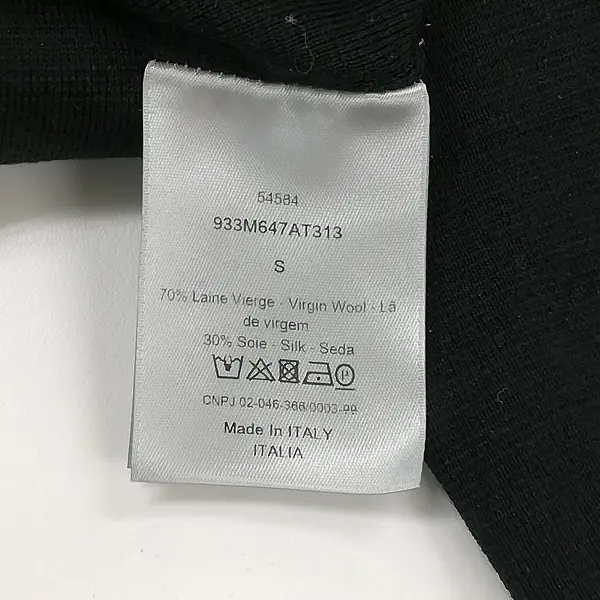 54584
933M647AT313
S
70% Laine Vierge - Virgin Wool - Lã
de virgem
30% Soie - Silk - Seda
CNPJ 02-046-366/0003-99
Made In ITALY
ITALIA